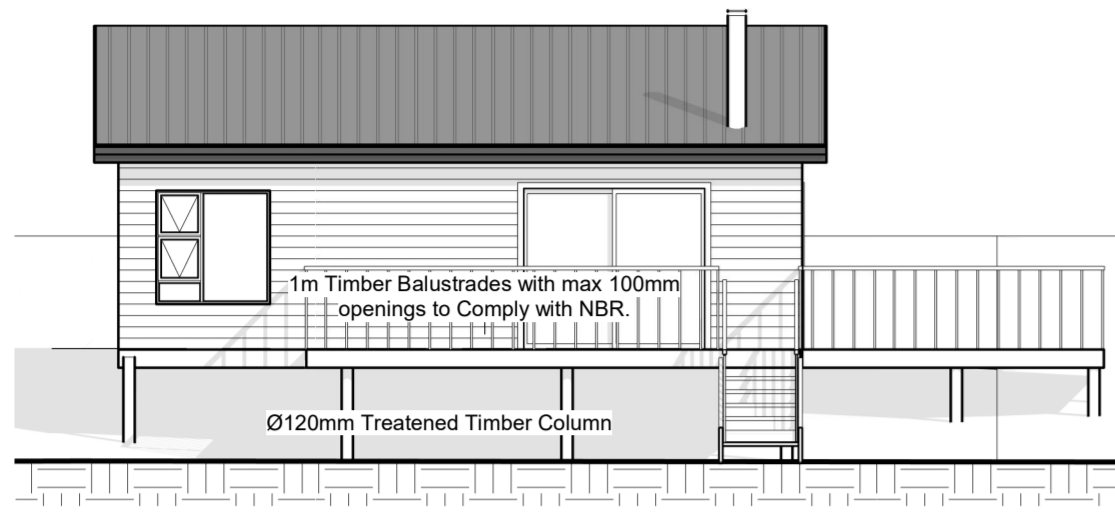 1m Timber Balustrades with max 100mm
openings to Comply with NBR.
Ø120mm Treatened Timber Column